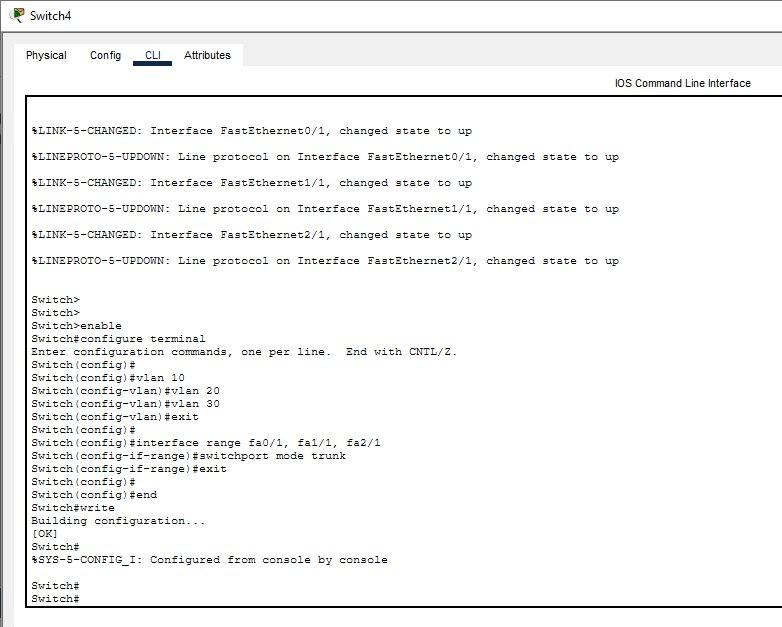 Switch4
Physical Config CLI Attributes
IOS Command Line Interface
%LINK-5-CHANGED: Interface FastEthernet0/1, changed state to up
%LINEPROTO-5-UPDOWN: Line protocol on Interface FastEthernet0/1, changed state to up
%LINK-5-CHANGED: Interface FastEthernet1/1, changed state to up
%LINEPROTO-5-UPDOWN: Line protocol on Interface FastEthernet1/1, changed state to up
%LINK-5-CHANGED: Interface FastEthernet2/1, changed state to up
%LINEPROTO-5-UPDOWN: Line protocol on Interface FastEthernet2/1, changed state to up
Switch>
Switch>
Switch>enable
Switch#configure terminal
Enter configuration commands, one per line.  End with CNTL/Z.
Switch(config)#
Switch(config)#vlan 10
Switch(config-vlan)#vlan 20
Switch(config-vlan)#vlan 30
Switch(config-vlan)#exit
Switch(config)#
Switch(config)#interface range fa0/1, fa1/1, fa2/1
Switch(config-if-range)#switchport mode trunk
Switch(config-if-range)#exit
Switch(config)#
Switch(config)#end
Switch#write
Building configuration...
[OK]
Switch#
%SYS-5-CONFIG_I: Configured from console by console
Switch#
Switch#